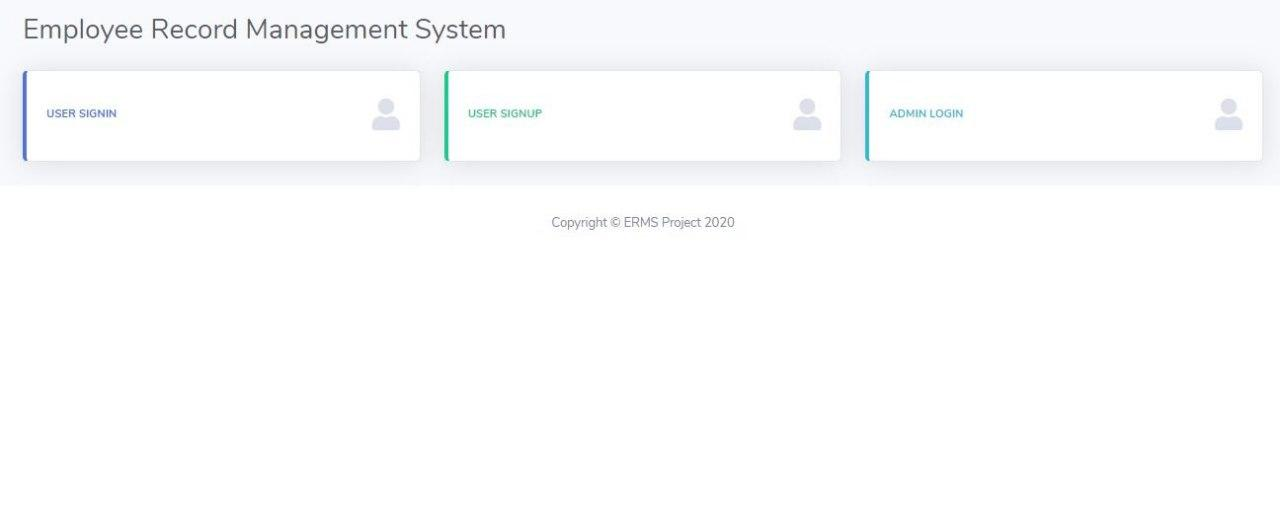 Employee Record Management System
USER SIGNIN
USER SIGNUP
ADMIN LOGIN
Copyright © ERMS Project 2020